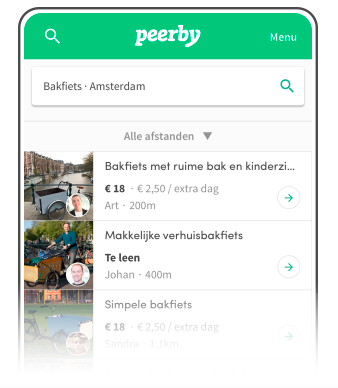 peerby
Menu
Bakfiets · Amsterdam
Alle afstanden ▼
Bakfiets met ruime bak en kinderzi...
€ 18 · € 2,50 / extra dag
Art · 200m
Makkelijke verhuisbakfiets
Te leen
Johan · 400m
Simpele bakfiets
€ 18 · € 2,50 / extra dag
Sandra · 1.1km